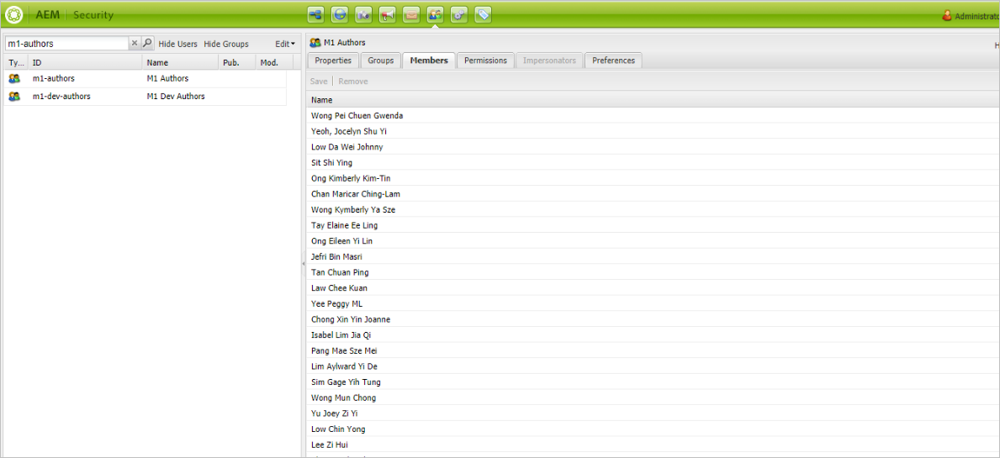 AEM Security
Administrato
m1-authors Hide Users Hide Groups Edit
Ty... ID Name Pub. Mod.
m1-authors M1 Authors
m1-dev-authors M1 Dev Authors
M1 Authors
H
Properties Groups Members Permissions Impersonators Preferences
Save Remove
Name
Wong Pei Chuen Gwenda
Yeoh, Jocelyn Shu Yi
Low Da Wei Johnny
Sit Shi Ying
Ong Kimberly Kim-Tin
Chan Maricar Ching-Lam
Wong Kymberly Ya Sze
Tay Elaine Ee Ling
Ong Eileen Yi Lin
Jefri Bin Masri
Tan Chuan Ping
Law Chee Kuan
Yee Peggy ML
Chong Xin Yin Joanne
Isabel Lim Jia Qi
Pang Mae Sze Mei
Lim Aylward Yi De
Sim Gage Yih Tung
Wong Mun Chong
Yu Joey Zi Yi
Low Chin Yong
Lee Zi Hui